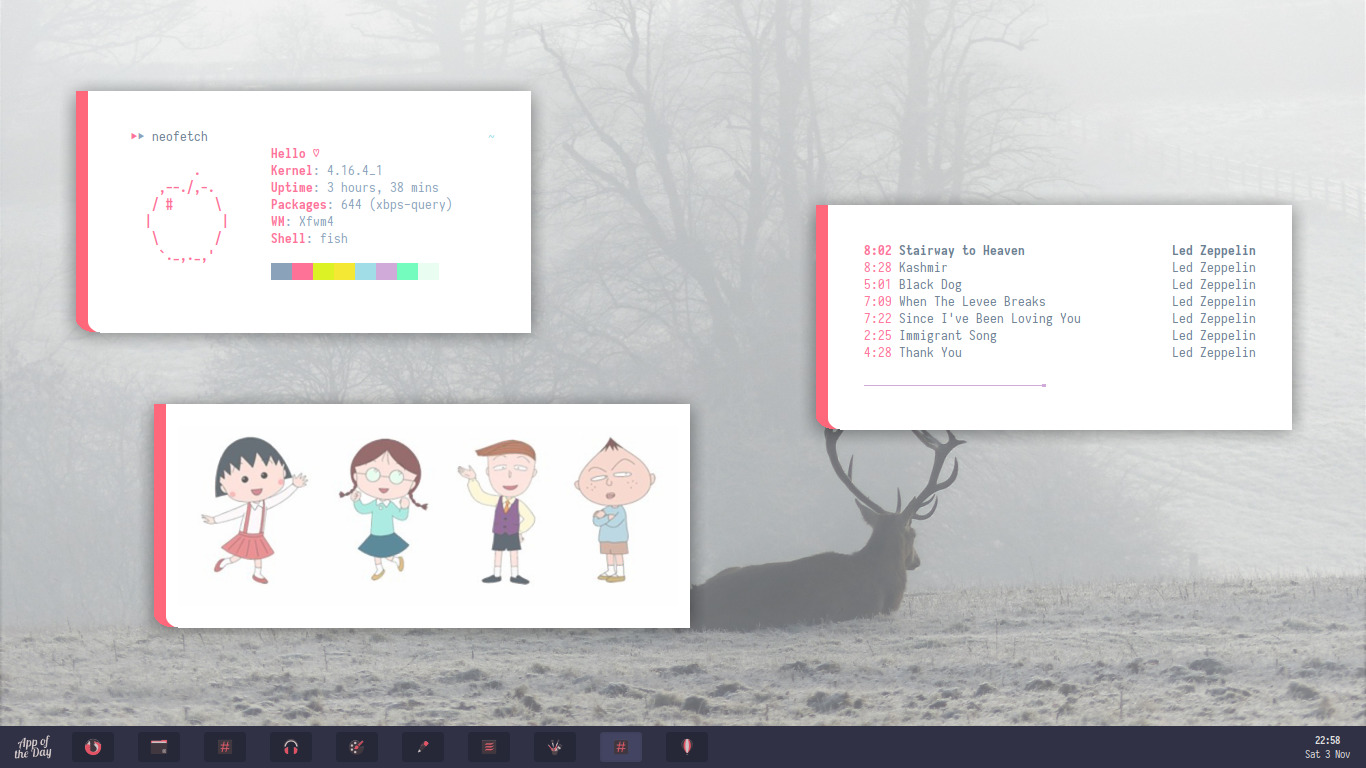 neofetch ~
Hello ♡
Kernel: 4.16.4_1
Uptime: 3 hours, 38 mins
Packages: 644 (xbps-query)
WM: Xfwm4
Shell: fish
8:02 Stairway to Heaven Led Zeppelin
8:28 Kashmir Led Zeppelin
5:01 Black Dog Led Zeppelin
7:09 When The Levee Breaks Led Zeppelin
7:22 Since I've Been Loving You Led Zeppelin
2:25 Immigrant Song Led Zeppelin
4:28 Thank You Led Zeppelin
App of
the Day
22:58
Sat 3 Nov